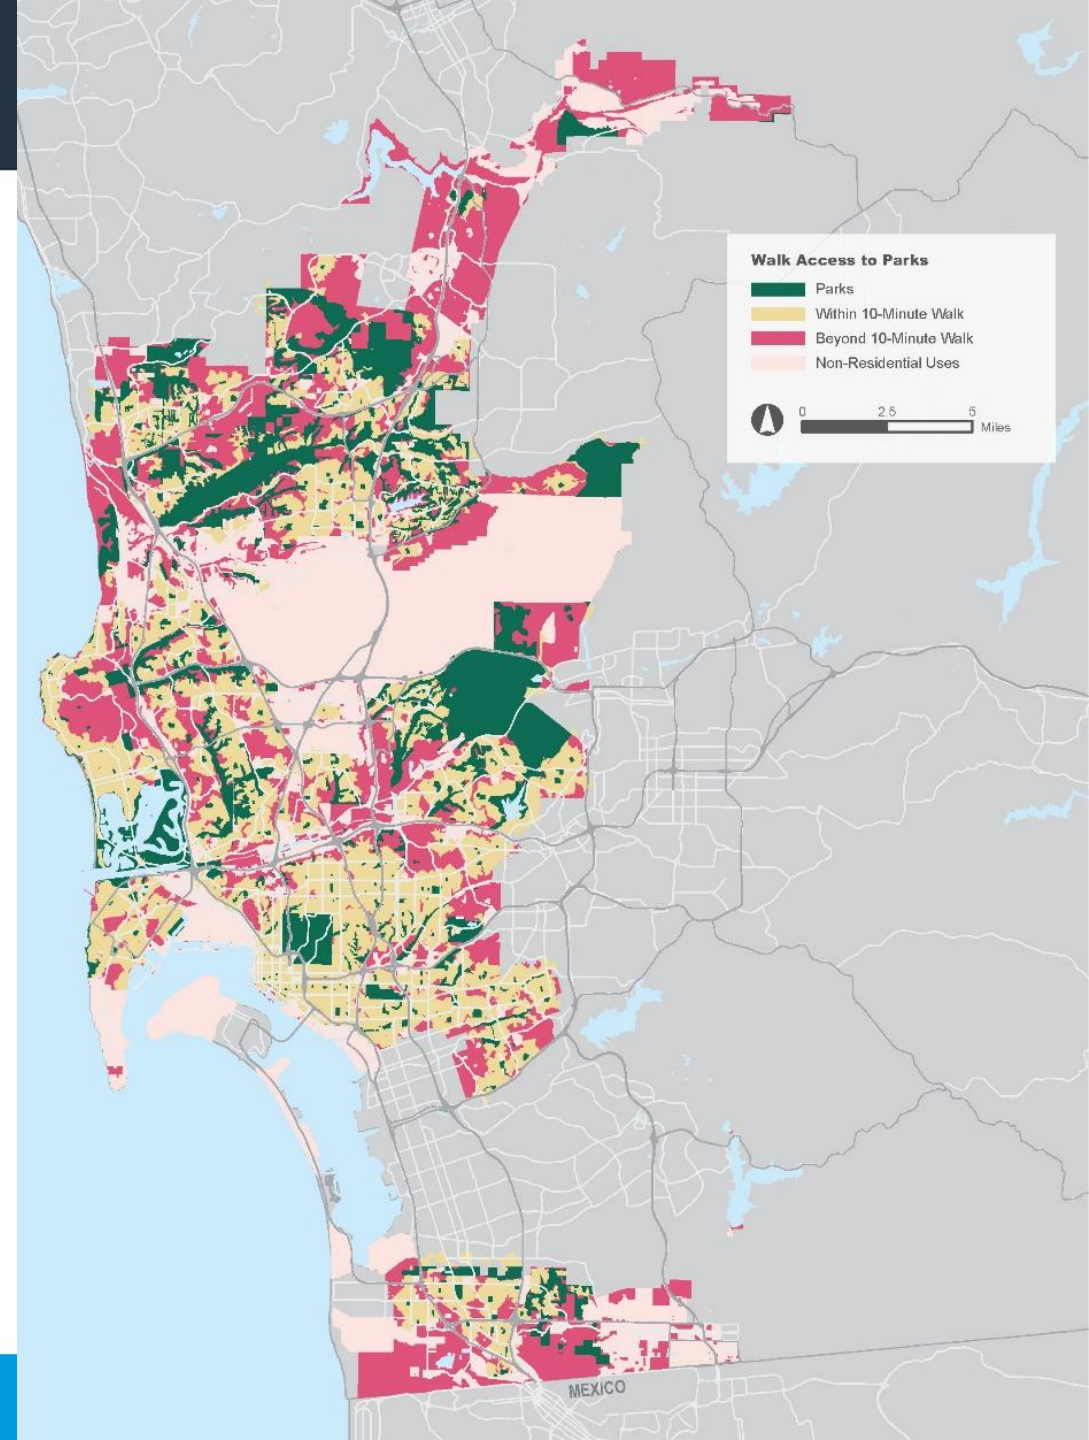 Walk Access to Parks
Parks
Within 10-Minute Walk
Beyond 10-Minute Walk
Non-Residential Uses
0 2.5 5
Miles
MEXICO